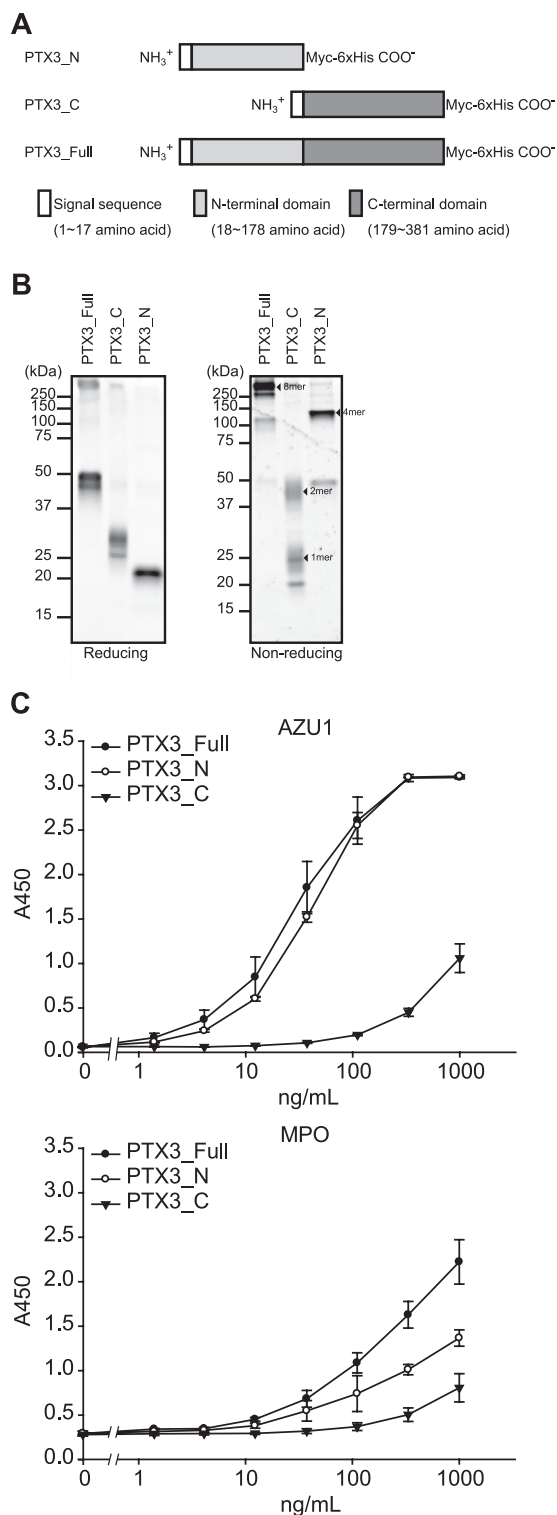 A
PTX3_N NH3+ Myc-6xHis COO-
PTX3_C NH3+ Myc-6xHis COO-
PTX3_Full NH3+ Myc-6xHis COO-
Signal sequence N-terminal domain C-terminal domain
(1~17 amino acid) (18~178 amino acid) (179~381 amino acid)
B
PTX3_Full PTX3_C PTX3_N
(kDa)
250
150
100
75
50
37
25
20
15
Reducing
PTX3_Full PTX3_C PTX3_N
(kDa)
250
150
100
75
50
37
25
20
15
8mer
4mer
2mer
1mer
Non-reducing
C
AZU1
PTX3_Full
PTX3_N
PTX3_C
A450
3.5
3.0
2.5
2.0
1.5
1.0
0.5
0.0
0 1 10 100 1000
ng/mL
MPO
PTX3_Full
PTX3_N
PTX3_C
A450
3.5
3.0
2.5
2.0
1.5
1.0
0.5
0.0
0 1 10 100 1000
ng/mL